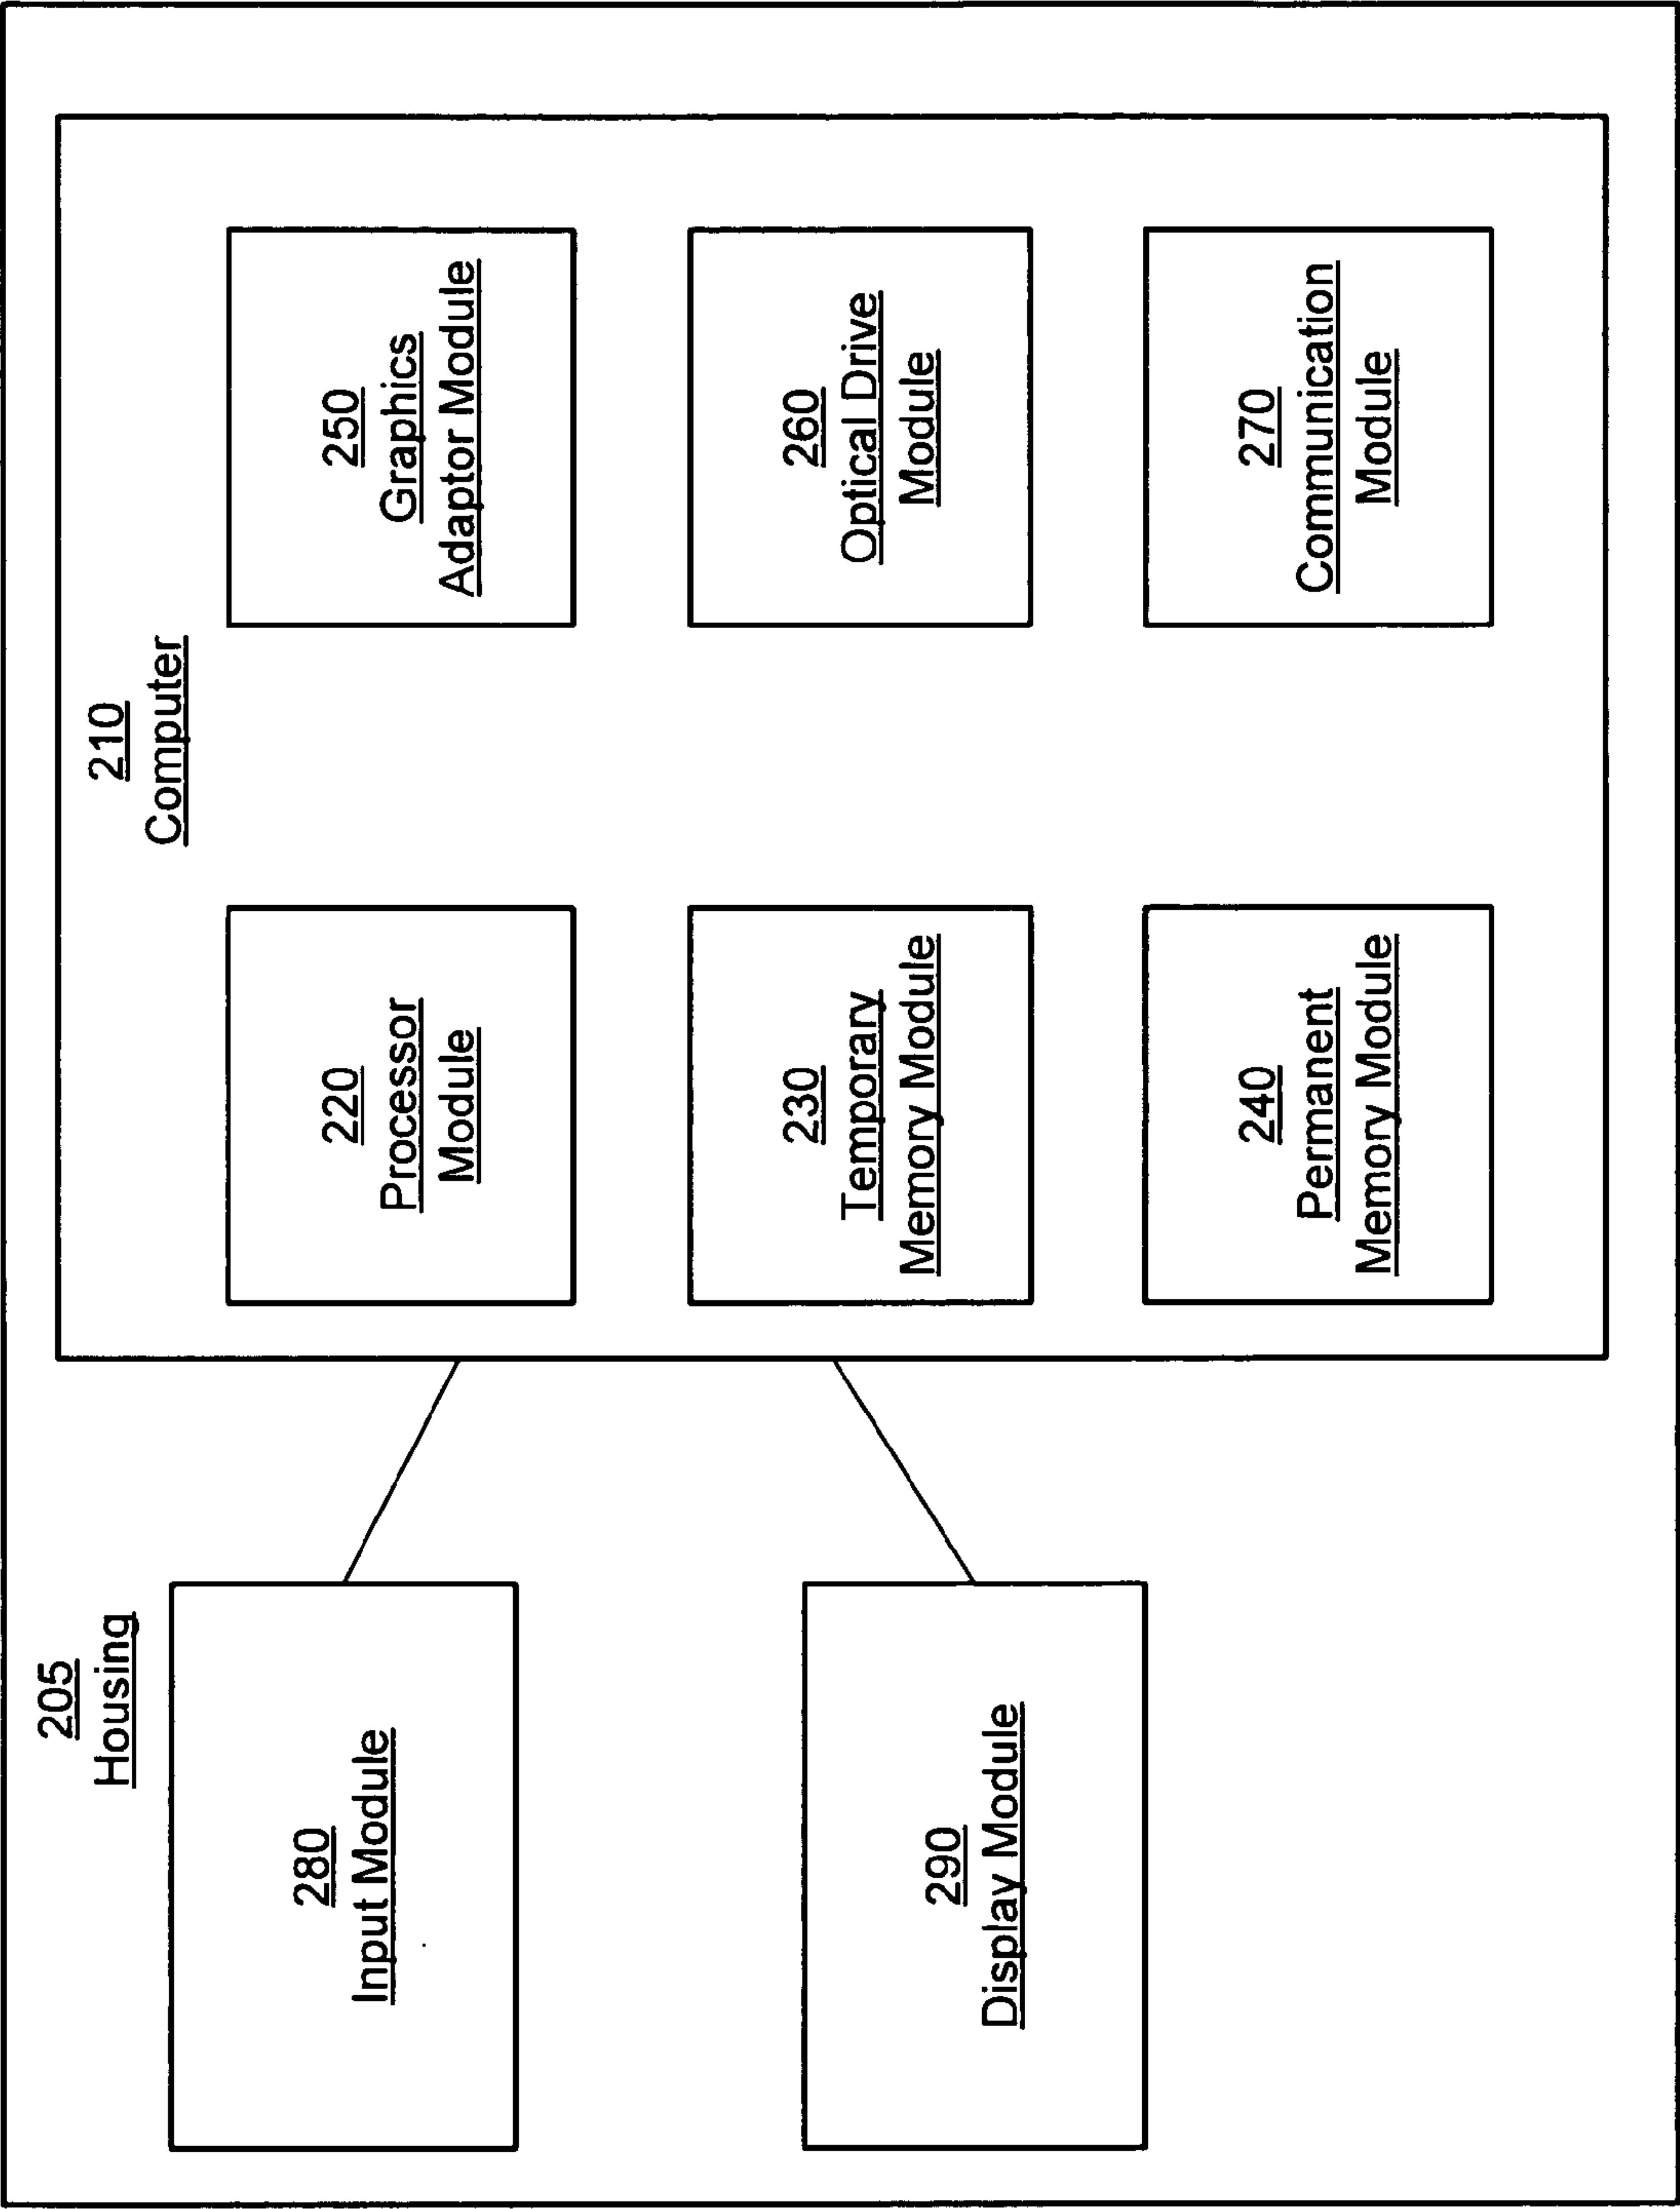 205
Housing
280
Input Module
290
Display Module
210
Computer
220
Processor
Module
230
Temporary
Memory Module
240
Permanent
Memory Module
250
Graphics
Adaptor Module
260
Optical Drive
Module
270
Communication
Module